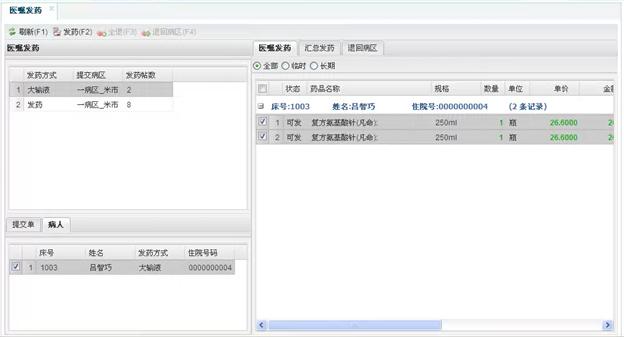 医嘱发药
刷新(F1) 发药(F2) 全退(F3) 退回病区(F4)
医嘱发药
发药方式 提交病区 发药帖数
1 大输液 一病区_米市 2
2 发药 一病区_米市 8
提交单 病人
床号 姓名 发药方式 住院号码
1 1003 吕智巧 大输液 0000000004
医嘱发药 汇总发药 退回病区
全部 临时 长期
状态 药品名称 规格 数量 单位 单价 金额
床号:1003 姓名:吕智巧 住院号:0000000004 (2 条记录)
1 可发 复方氨基酸针(凡命): 250ml 1 瓶 26.6000
2 可发 复方氨基酸针(凡命): 250ml 1 瓶 26.6000